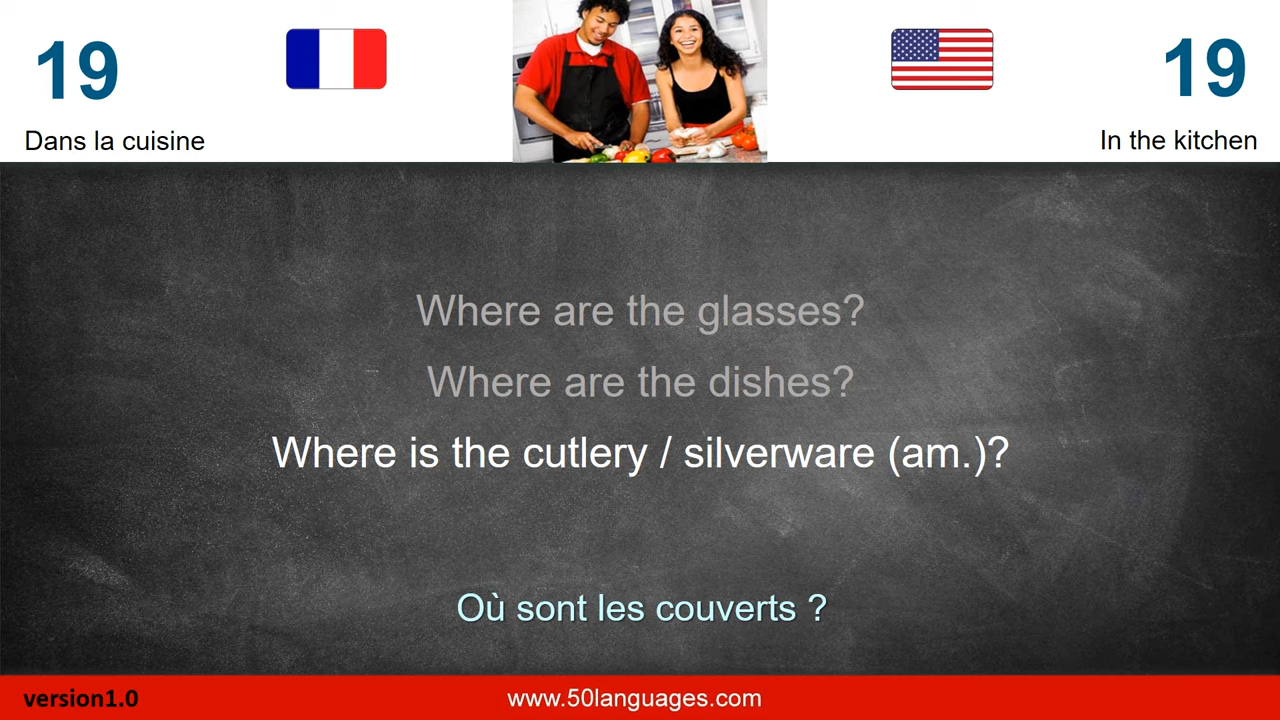 19
19
Dans la cuisine
In the kitchen
Where are the glasses?
Where are the dishes?
Where is the cutlery / silverware (am.)?
Où sont les couverts ?
version1.0
www.50languages.com